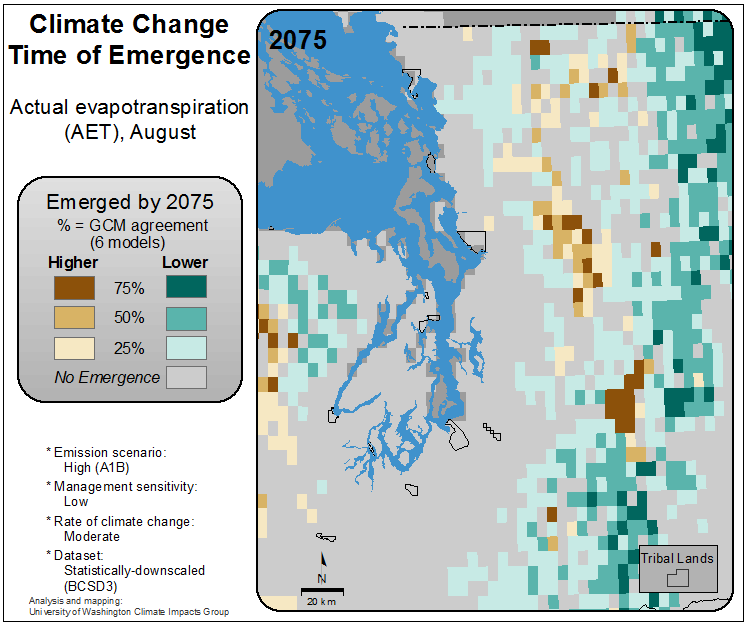 Climate Change
Time of Emergence
Actual evapotranspiration
(AET), August
Emerged by 2075
% = GCM agreement
(6 models)
Higher Lower
75%
50%
25%
No Emergence
* Emission scenario:
High (A1B)
* Management sensitivity:
Low
* Rate of climate change:
Moderate
* Dataset:
Statistically-downscaled
(BCSD3)
Analysis and mapping:
University of Washington Climate Impacts Group
2075
N
20 km
Tribal Lands